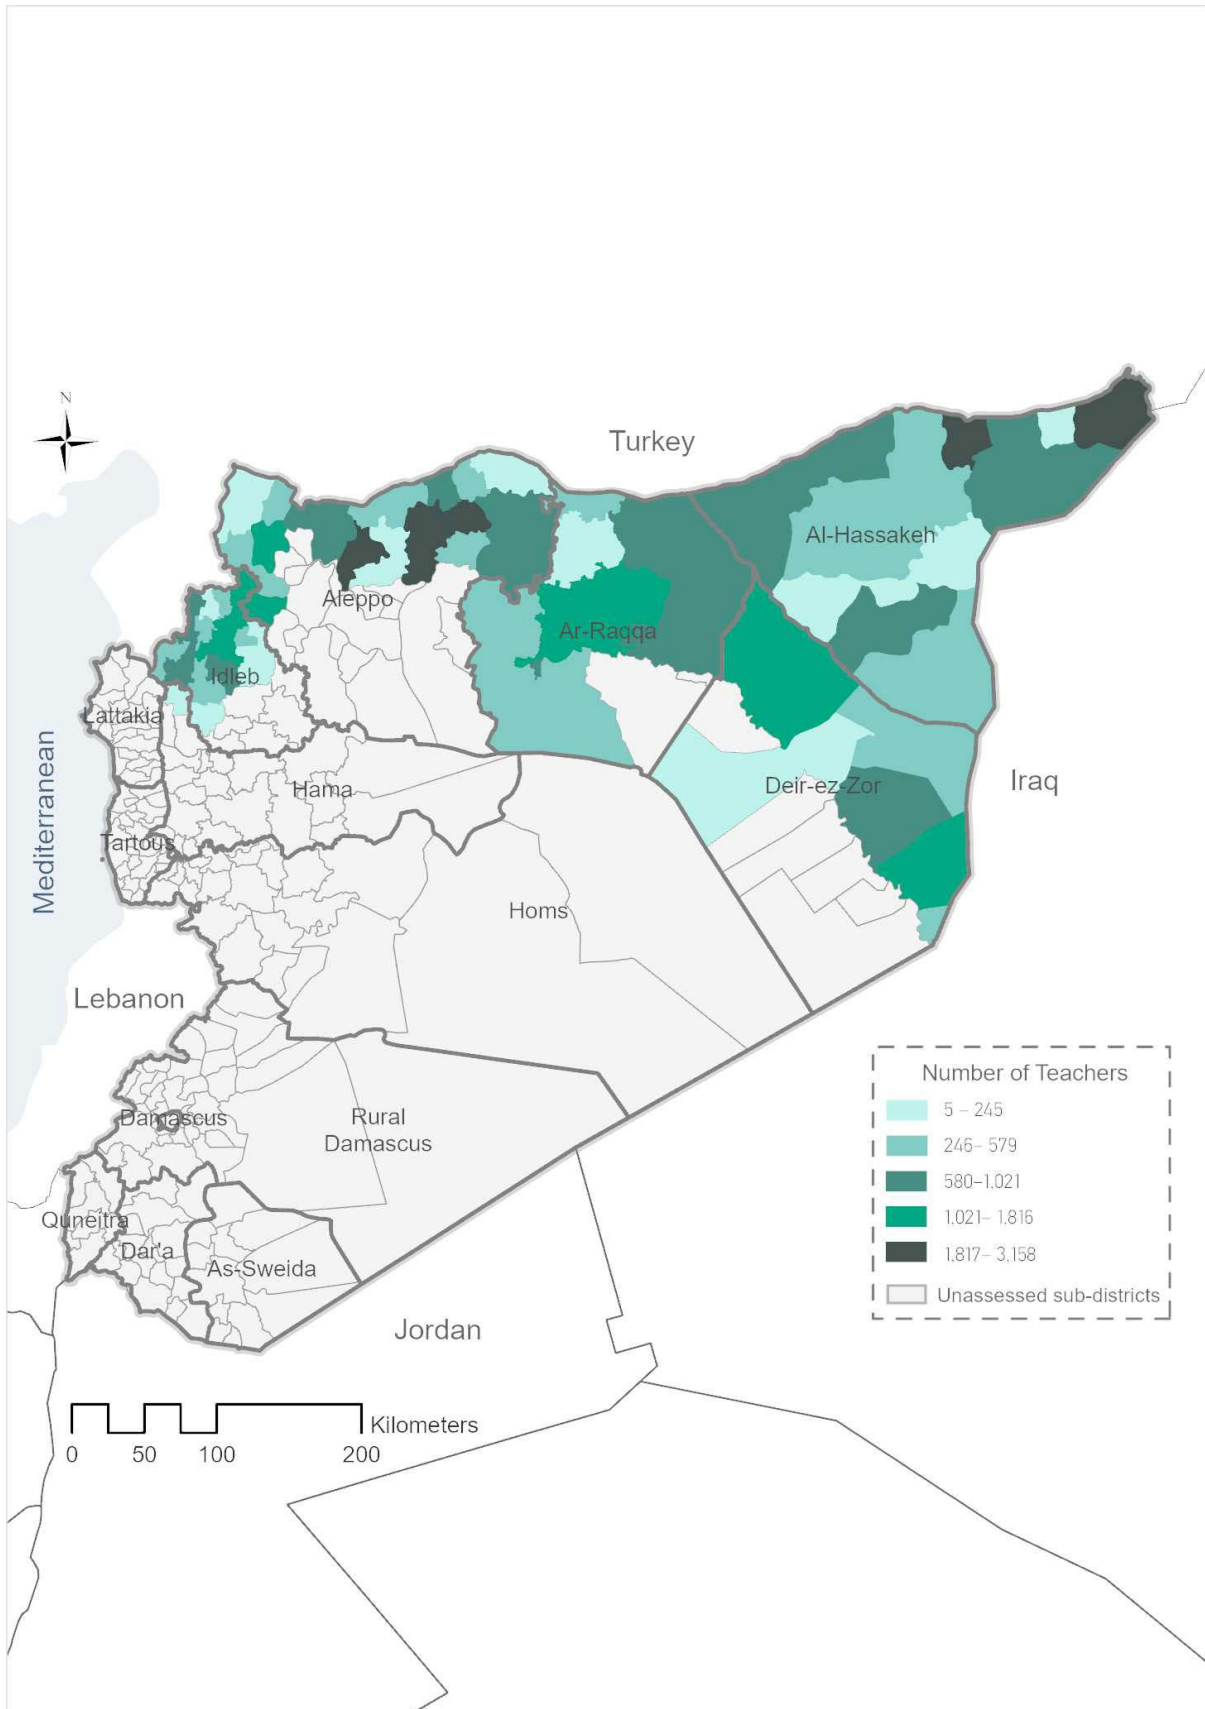 N
Turkey
Al-Hassakeh
Aleppo
Ar-Raqqa
Idleb
Lattakia
Deir-ez-Zor
Iraq
Hama
Mediterranean
Tartous
Homs
Lebanon
Damascus
Rural
Damascus
Quneitra
Dar'a
As-Sweida
Jordan
Number of Teachers
5 – 245
246– 579
580–1.021
1.021– 1.816
1.817– 3.158
Unassessed sub-districts
Kilometers
0 50 100 200